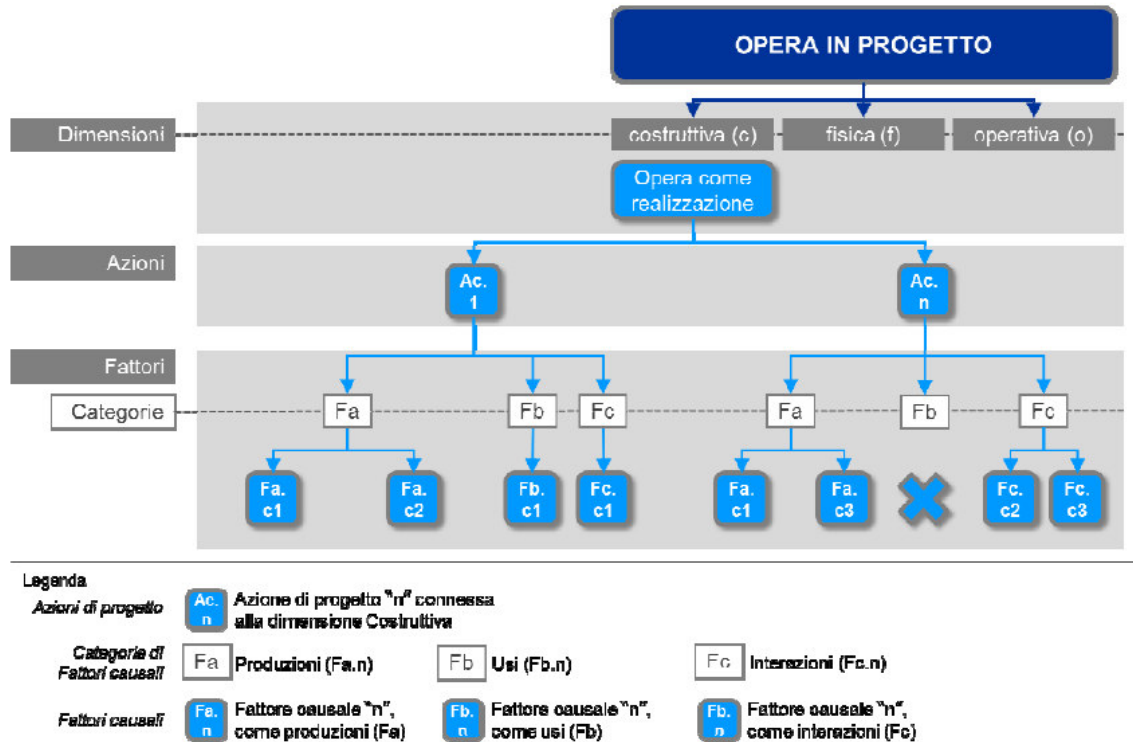 OPERA IN PROGETTO
Dimensioni
costruttiva (c)
fisica (f)
operativa (o)
Opera come
realizzazione
Azioni
Ac.
1
Ac.
n
Fattori
Categorie
Fa
Fb
Fc
Fa
Fb
Fc
Fa.
c1
Fa.
c2
Fb.
c1
Fc.
c1
Fa.
c1
Fa.
c3
Fc.
c2
Fc.
c3
Legenda
Azioni di progetto
Ac.
n
Azione di progetto "n" connessa
alla dimensione Costruttiva
Categorie di
Fattori causali
Fa
Produzioni (Fa.n)
Fb
Usi (Fb.n)
Fc
Interazioni (Fc.n)
Fattori causali
Fa.
n
Fattore causale "n",
come produzioni (Fa)
Fb.
n
Fattore causale "n",
come usi (Fb)
Fb.
n
Fattore causale "n",
come interazioni (Fc)